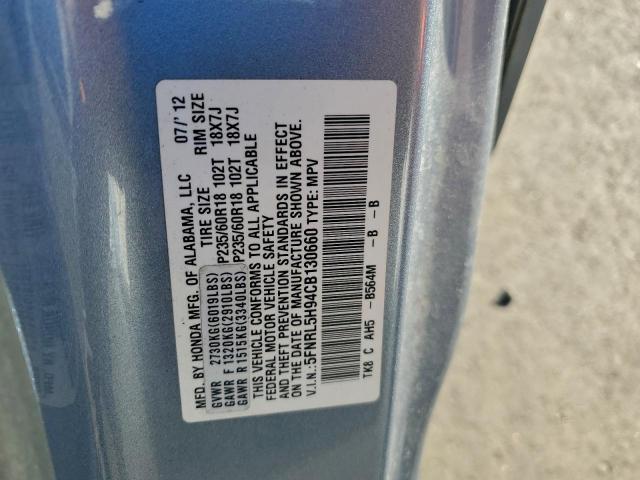 MFD. BY HONDA MFG. OF ALABAMA, LLC 07/'12
TIRE SIZE RIM SIZE
GVWR 2730KG(6019LBS)
GAWR F 1320KG(2910LBS) P235/60R18 102T 18X7J
GAWR R 1515KG(3340LBS) P235/60R18 102T 18X7J
THIS VEHICLE CONFORMS TO ALL APPLICABLE
FEDERAL MOTOR VEHICLE SAFETY
AND THEFT PREVENTION STANDARDS IN EFFECT
ON THE DATE OF MANUFACTURE SHOWN ABOVE.
V.I.N.:5FNRL5H94CB130660 TYPE: MPV
TK8 C AH5 -B564M -B -B